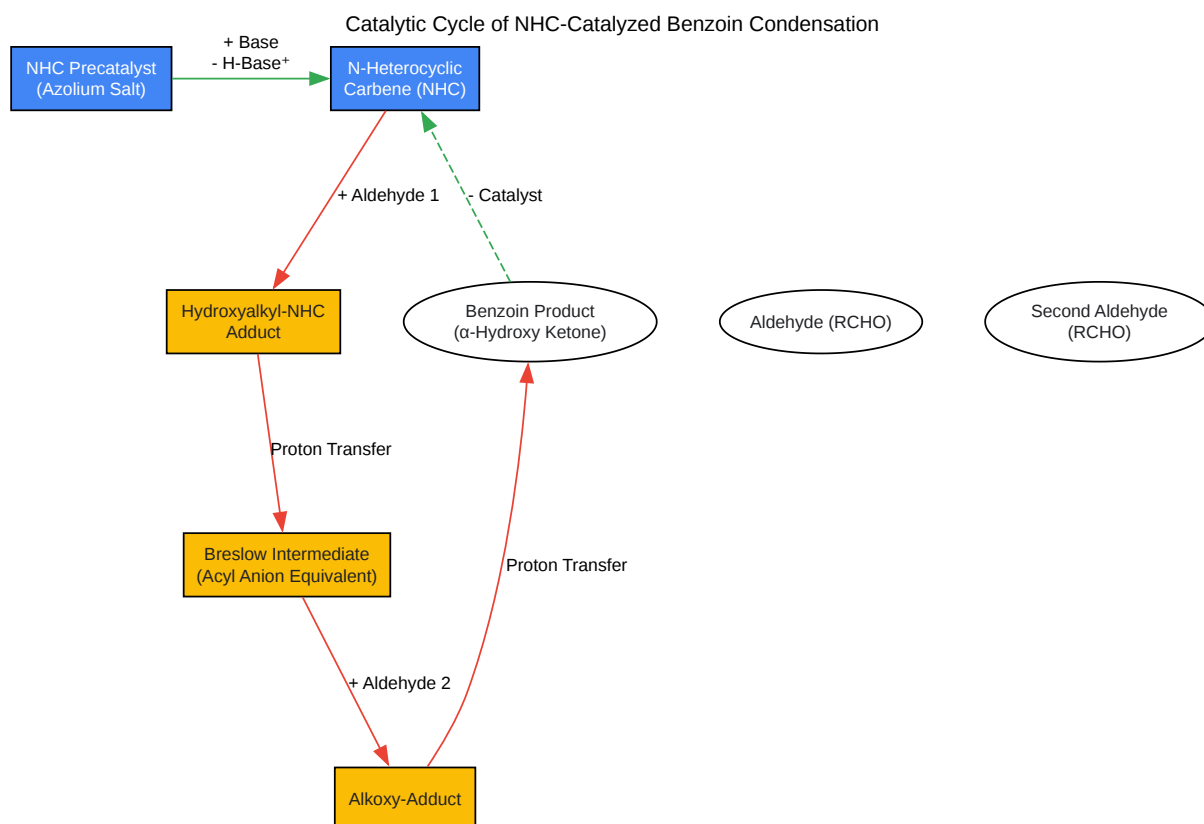 Catalytic Cycle of NHC-Catalyzed Benzoin Condensation
NHC Precatalyst
(Azolium Salt)
+ Base
- H-Base⁺
N-Heterocyclic
Carbene (NHC)
+ Aldehyde 1
- Catalyst
Hydroxyalkyl-NHC
Adduct
Benzoin Product
(α-Hydroxy Ketone)
Aldehyde (RCHO)
Second Aldehyde
(RCHO)
Proton Transfer
Breslow Intermediate
(Acyl Anion Equivalent)
Proton Transfer
+ Aldehyde 2
Alkoxy-Adduct